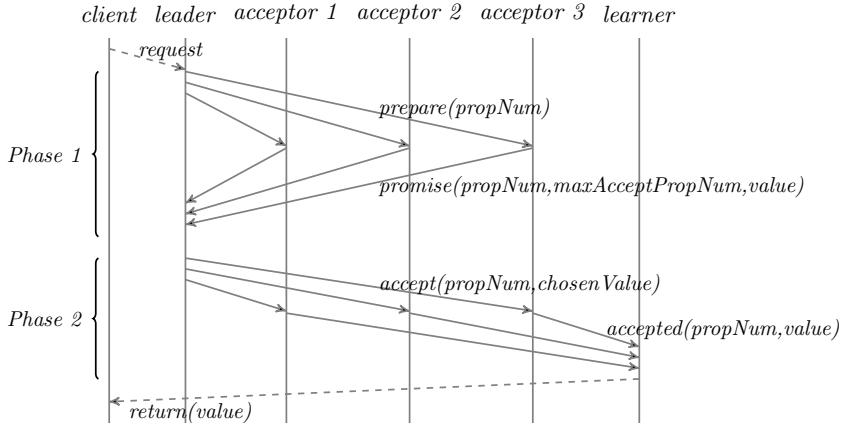 client leader acceptor 1 acceptor 2 acceptor 3 learner
request
prepare(propNum)
Phase 1
promise(propNum,maxAcceptPropNum,value)
accept(propNum,chosenValue)
Phase 2
accepted(propNum,value)
return(value)